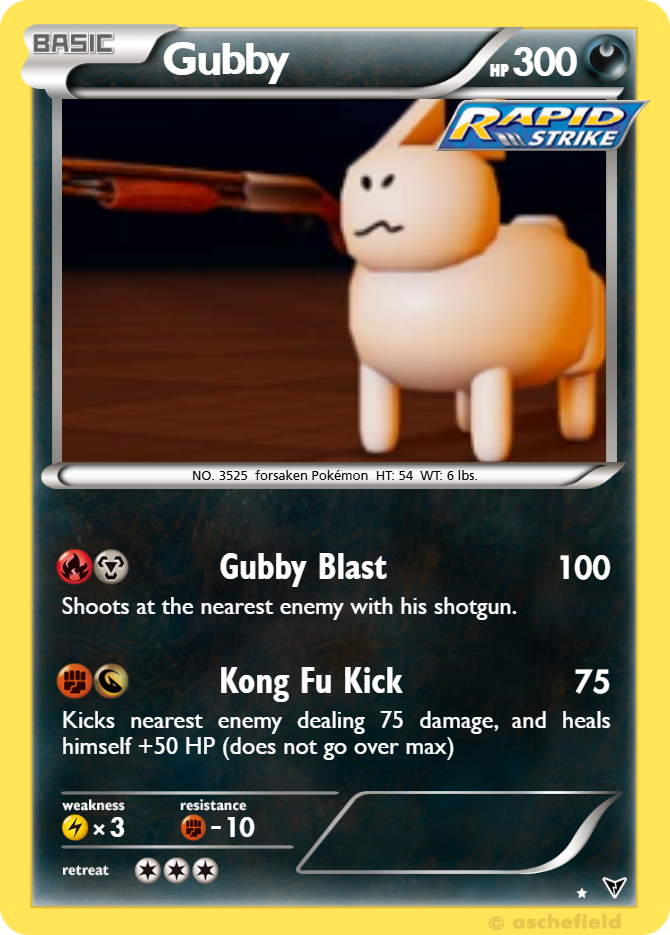 BASIC
Gubby
HP 300
RAPID
STRIKE
NO. 3525 forsaken Pokémon HT: 54 WT: 6 lbs.
Gubby Blast 100
Shoots at the nearest enemy with his shotgun.
Kong Fu Kick 75
Kicks nearest enemy dealing 75 damage, and heals
himself +50 HP (does not go over max)
weakness resistance
×3 -10
retreat
© aschefield